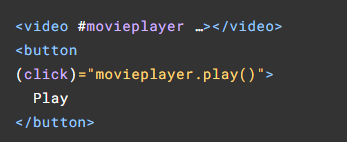 <video #movieplayer …></video>
<button
(click)="movieplayer.play()">
  Play
</button>